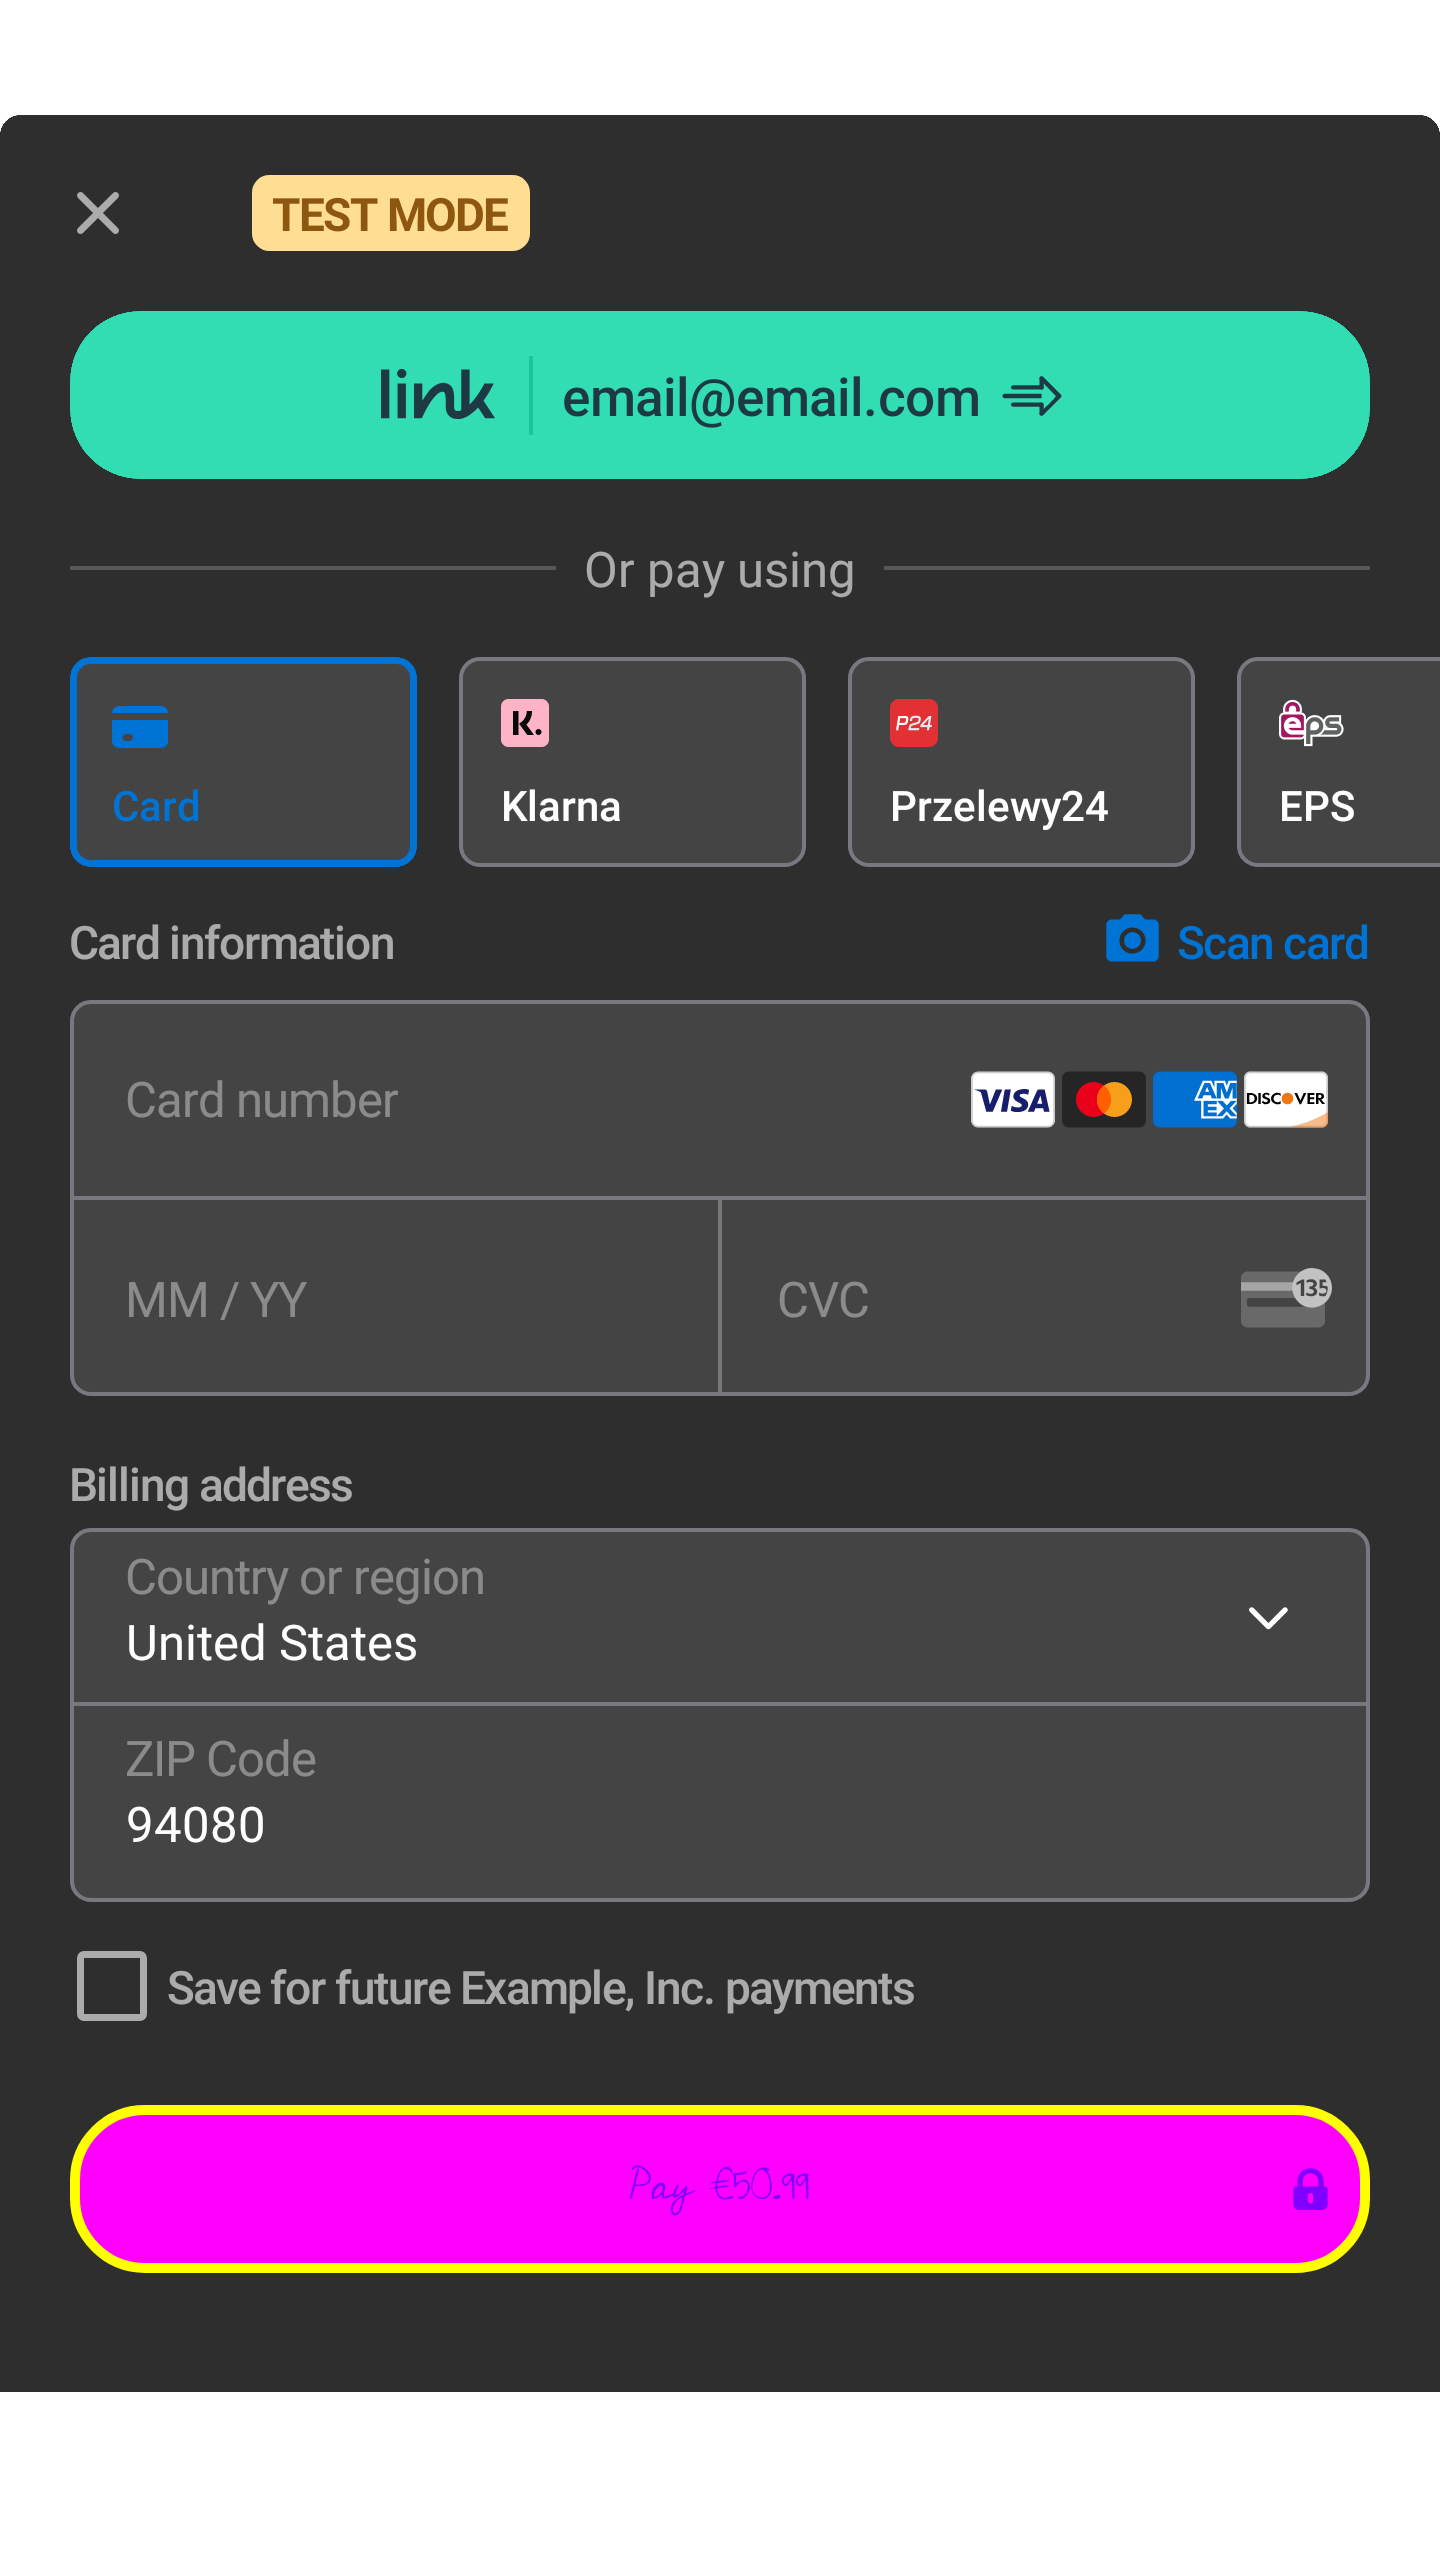 TEST MODE
link email@email.com
Or pay using
K. P24 eps
Card Klarna Przelewy24 EPS
Card information Scan card
Card number VISA AMEX DISCOVER
MM / YY CVC 135
Billing address
Country or region
United States
ZIP Code
94080
Save for future Example, Inc. payments
Pay €50.99